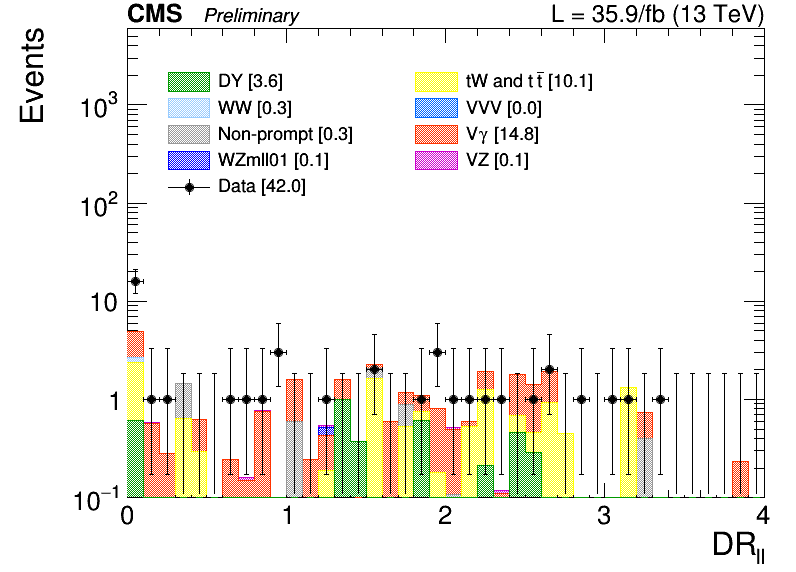 CMS Preliminary L = 35.9/fb (13 TeV)
Events
DY [3.6]
WW [0.3]
Non-prompt [0.3]
WZmll01 [0.1]
Data [42.0]
tW and tt̅ [10.1]
VVV [0.0]
Vγ [14.8]
VZ [0.1]
10³
10²
10
1
10⁻¹
0 1 2 3 4
DR_ll